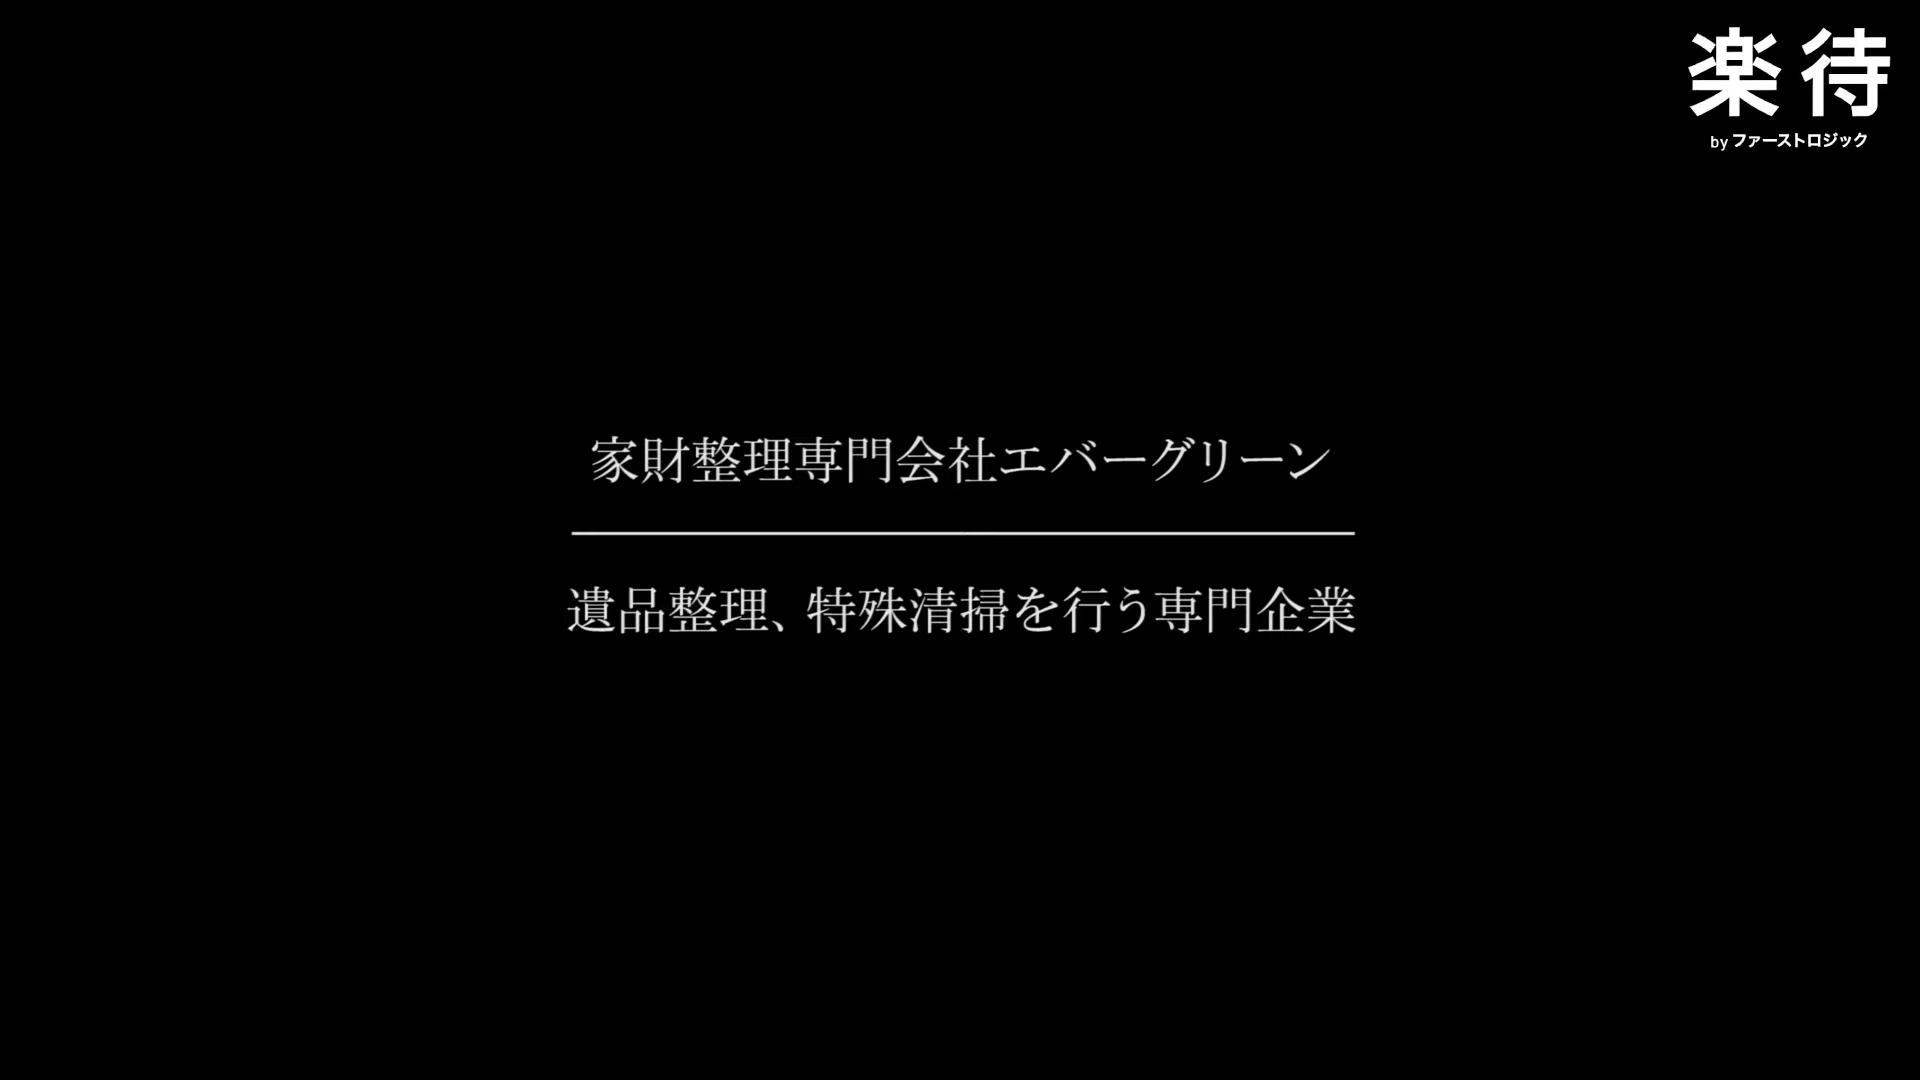 楽待
by ファーストロジック
家財整理専門会社エバーグリーン
遺品整理、特殊清掃を行う専門企業